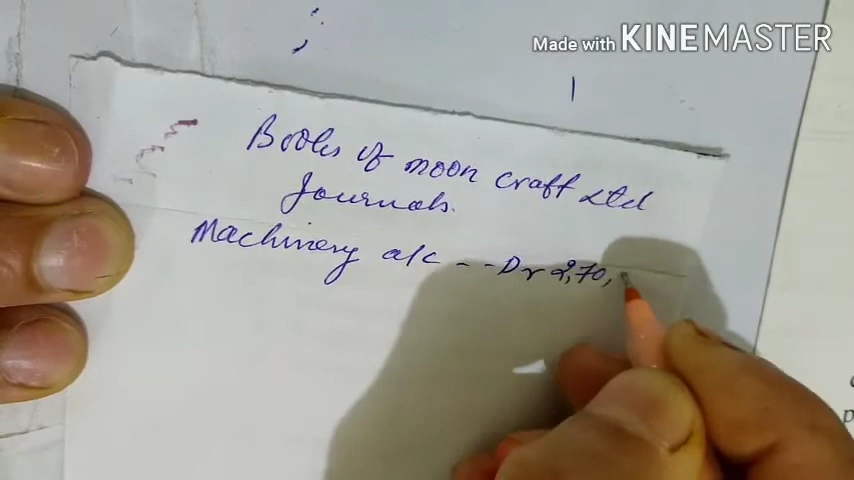 Made with KINEMASTER
Books of moon craft Ltd
Journals.
Machinery a/c --- Dr 2,70,